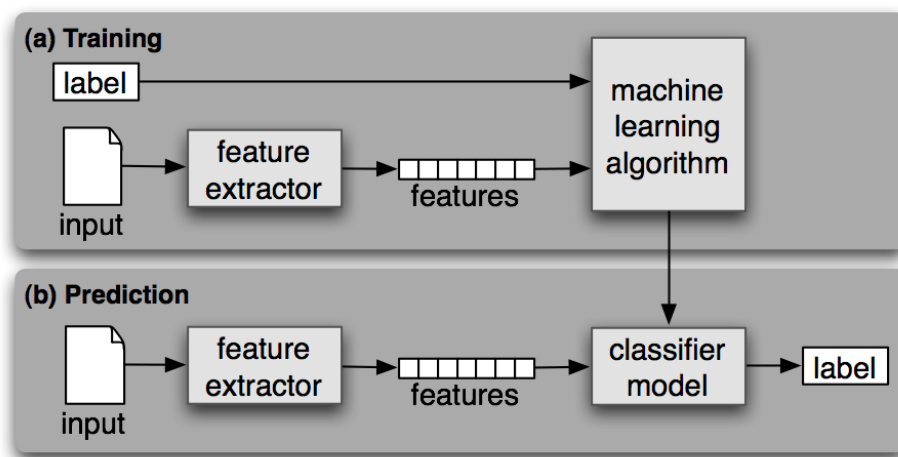 (a) Training
label
machine
learning
algorithm
feature
extractor
features
input
(b) Prediction
feature
extractor
features
classifier
model
label
input